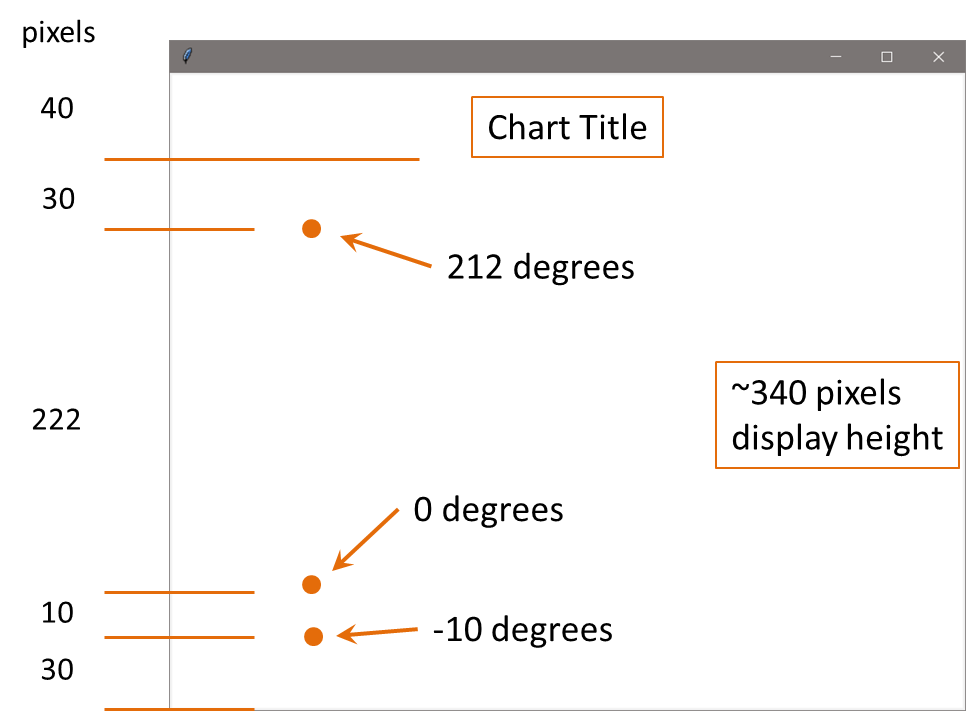 pixels
40
Chart Title
30
212 degrees
~340 pixels
display height
222
0 degrees
10
-10 degrees
30